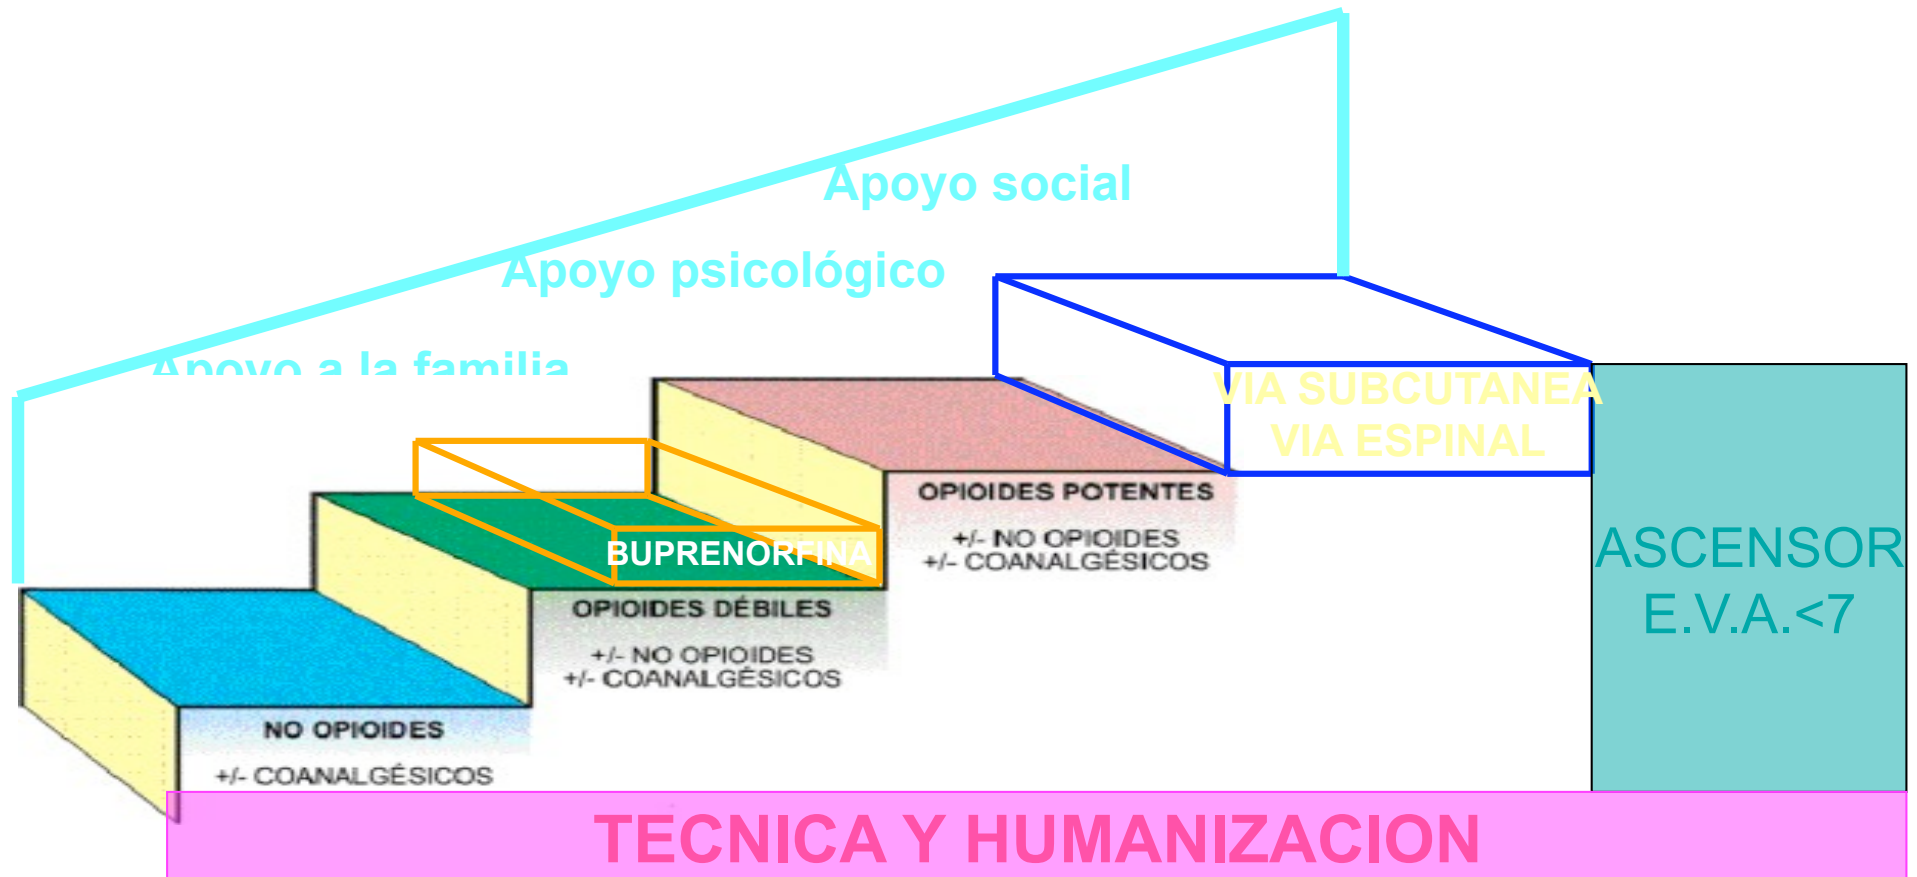 Apoyo social
Apoyo psicológico
Apoyo a la familia
VIA SUBCUTANEA
VIA ESPINAL
OPIOIDES POTENTES
+/- NO OPIOIDES
+/- COANALGÉSICOS
BUPRENORFINA
OPIOIDES DÉBILES
+/- NO OPIOIDES
+/- COANALGÉSICOS
NO OPIOIDES
+/- COANALGÉSICOS
ASCENSOR
E.V.A.<7
TECNICA Y HUMANIZACION